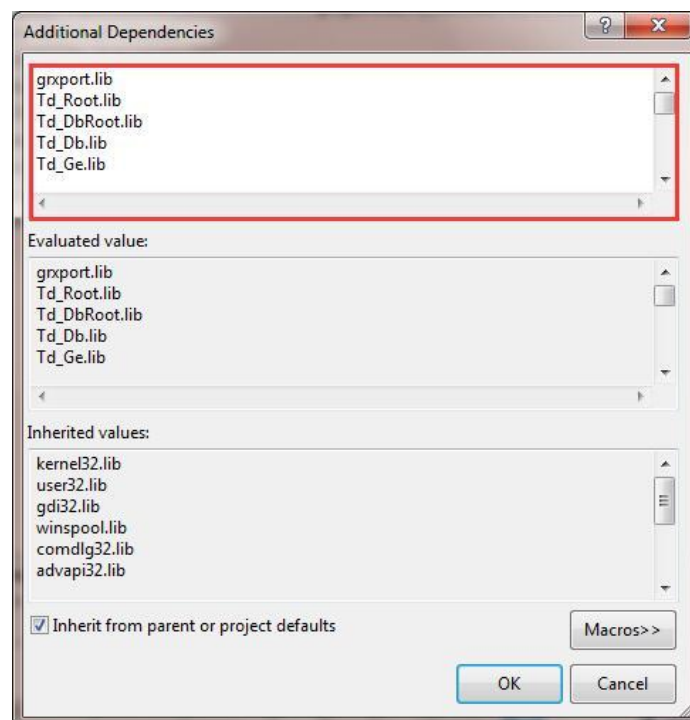 Additional Dependencies
grxport.lib
Td_Root.lib
Td_DbRoot.lib
Td_Db.lib
Td_Ge.lib
Evaluated value:
grxport.lib
Td_Root.lib
Td_DbRoot.lib
Td_Db.lib
Td_Ge.lib
Inherited values:
kernel32.lib
user32.lib
gdi32.lib
winspool.lib
comdlg32.lib
advapi32.lib
Inherit from parent or project defaults
Macros>>
OK
Cancel